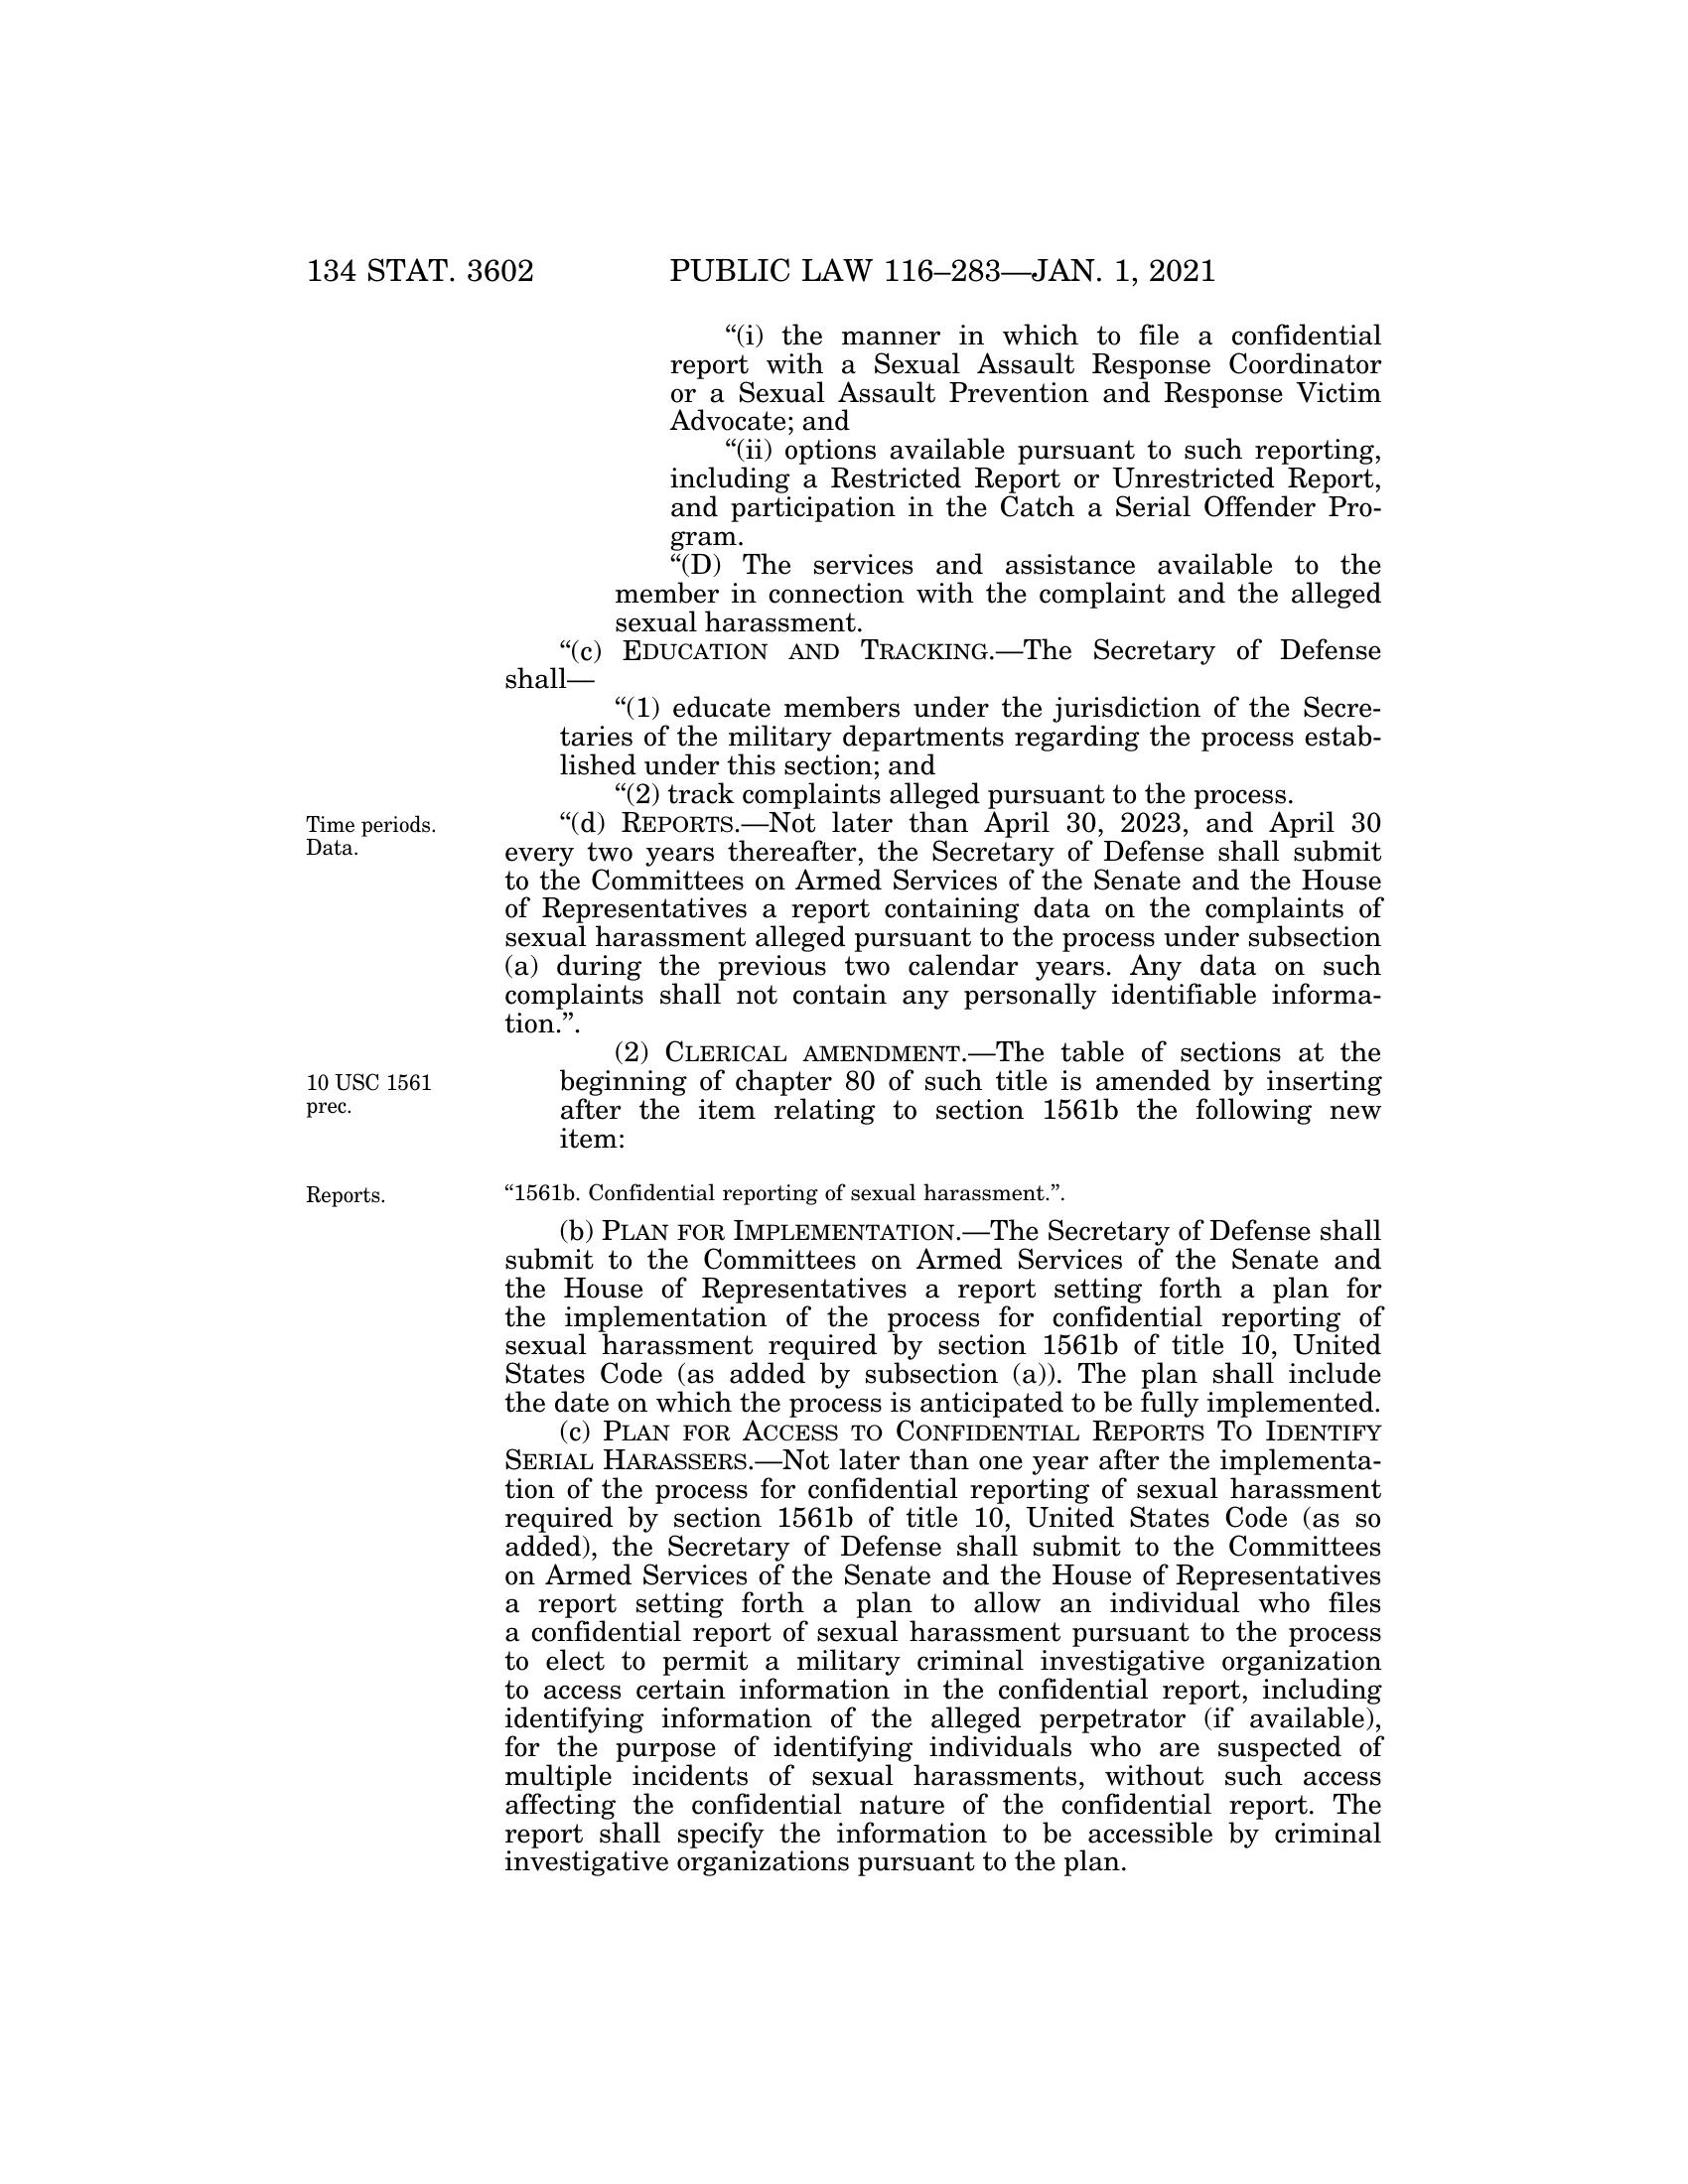 134 STAT. 3602 PUBLIC LAW 116–283—JAN. 1, 2021
“(i) the manner in which to file a confidential
report with a Sexual Assault Response Coordinator
or a Sexual Assault Prevention and Response Victim
Advocate; and
“(ii) options available pursuant to such reporting,
including a Restricted Report or Unrestricted Report,
and participation in the Catch a Serial Offender Pro-
gram.
“(D) The services and assistance available to the
member in connection with the complaint and the alleged
sexual harassment.
“(c) EDUCATION AND TRACKING.—The Secretary of Defense
shall—
“(1) educate members under the jurisdiction of the Secre-
taries of the military departments regarding the process estab-
lished under this section; and
“(2) track complaints alleged pursuant to the process.
Time periods.
Data.
“(d) REPORTS.—Not later than April 30, 2023, and April 30
every two years thereafter, the Secretary of Defense shall submit
to the Committees on Armed Services of the Senate and the House
of Representatives a report containing data on the complaints of
sexual harassment alleged pursuant to the process under subsection
(a) during the previous two calendar years. Any data on such
complaints shall not contain any personally identifiable informa-
tion.”.
10 USC 1561
prec.
(2) CLERICAL AMENDMENT.—The table of sections at the
beginning of chapter 80 of such title is amended by inserting
after the item relating to section 1561b the following new
item:
Reports.
“1561b. Confidential reporting of sexual harassment.”.
(b) PLAN FOR IMPLEMENTATION.—The Secretary of Defense shall
submit to the Committees on Armed Services of the Senate and
the House of Representatives a report setting forth a plan for
the implementation of the process for confidential reporting of
sexual harassment required by section 1561b of title 10, United
States Code (as added by subsection (a)). The plan shall include
the date on which the process is anticipated to be fully implemented.
(c) PLAN FOR ACCESS TO CONFIDENTIAL REPORTS TO IDENTIFY
SERIAL HARASSERS.—Not later than one year after the implementa-
tion of the process for confidential reporting of sexual harassment
required by section 1561b of title 10, United States Code (as so
added), the Secretary of Defense shall submit to the Committees
on Armed Services of the Senate and the House of Representatives
a report setting forth a plan to allow an individual who files
a confidential report of sexual harassment pursuant to the process
to elect to permit a military criminal investigative organization
to access certain information in the confidential report, including
identifying information of the alleged perpetrator (if available),
for the purpose of identifying individuals who are suspected of
multiple incidents of sexual harassments, without such access
affecting the confidential nature of the confidential report. The
report shall specify the information to be accessible by criminal
investigative organizations pursuant to the plan.